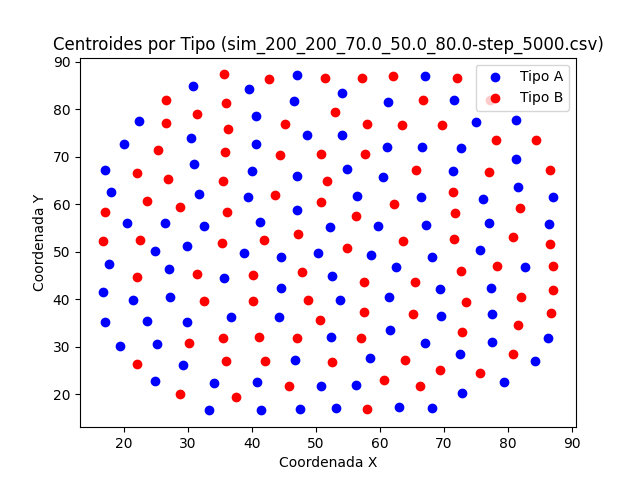 Centroides por Tipo (sim_200_200_70.0_50.0_80.0-step_5000.csv)
Tipo A
Tipo B
90
80
70
60
50
40
30
20
Coordenada Y
20 30 40 50 60 70 80 90
Coordenada X